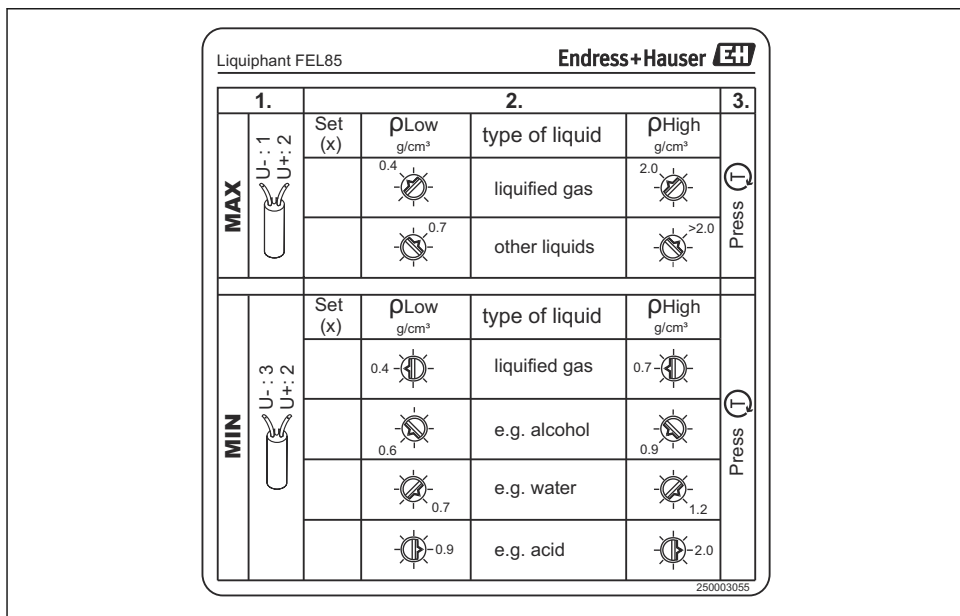 Liquiphant FEL85
Endress+Hauser EH
1. 2. 3.
MAX
U- : 1
U+: 2
Set
(x)
ρLow
g/cm³
type of liquid
ρHigh
g/cm³
0.4 liquified gas 2.0
0.7 other liquids >2.0
Press T
MIN
U- : 3
U+: 2
Set
(x)
ρLow
g/cm³
type of liquid
ρHigh
g/cm³
0.4 liquified gas 0.7
0.6 e.g. alcohol 0.9
0.7 e.g. water 1.2
0.9 e.g. acid 2.0
Press T
250003055